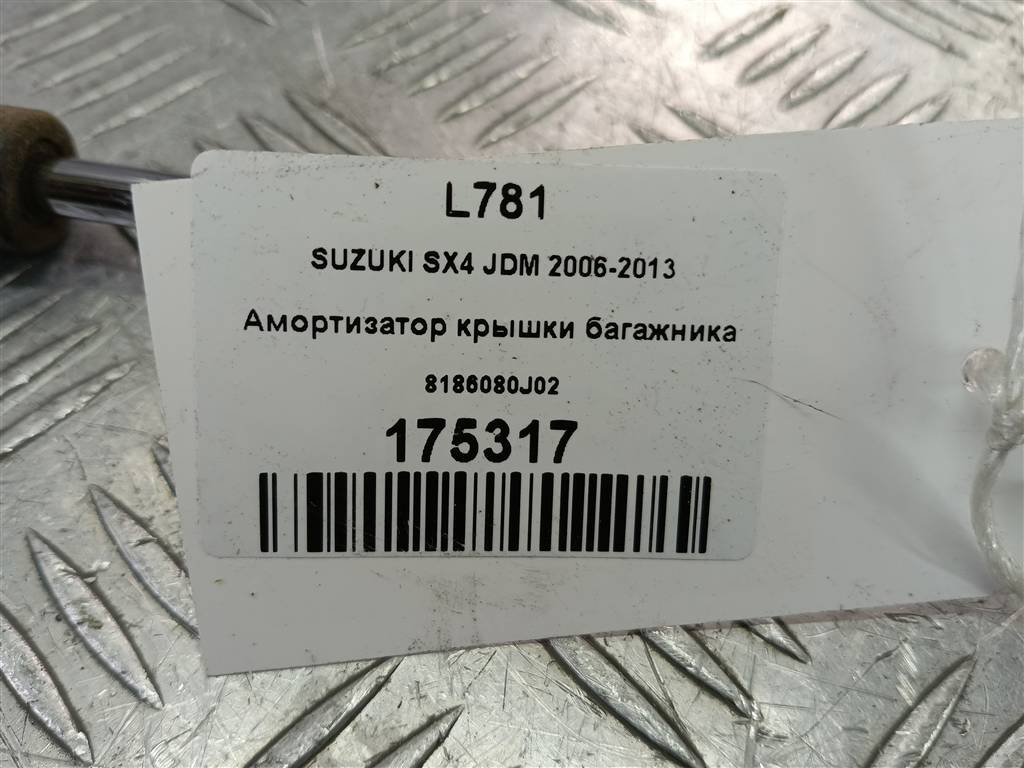 L781
SUZUKI SX4 JDM 2006-2013
Амортизатор крышки багажника
8186080J02
175317